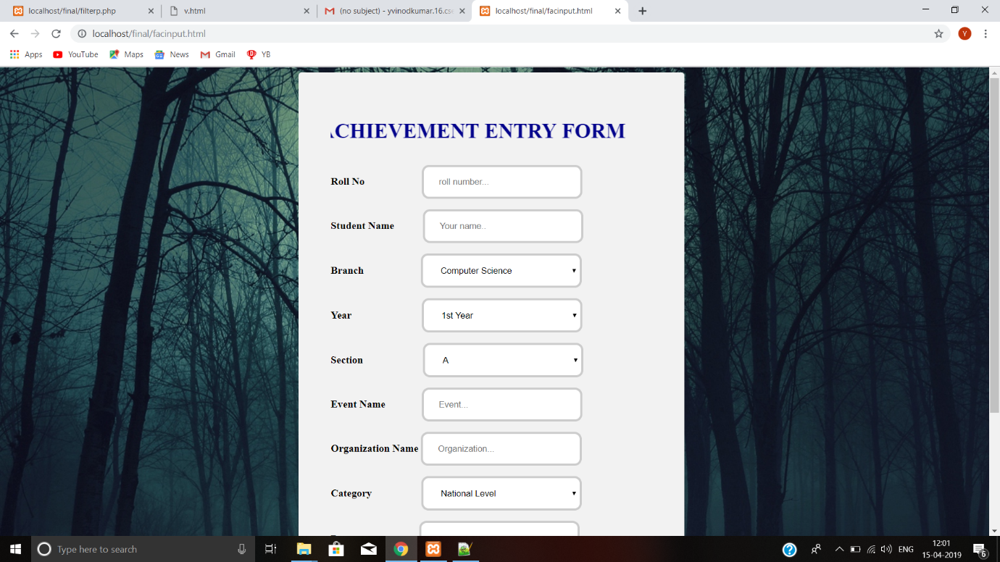 localhost/final/filterp.php
v.html
(no subject) - yvinodkumar.16.cse
localhost/final/facinput.html
localhost/final/facinput.html
Y
Apps YouTube Maps News Gmail YB
ACHIEVEMENT ENTRY FORM
Roll No roll number...
Student Name Your name..
Branch Computer Science
Year 1st Year
Section A
Event Name Event...
Organization Name Organization...
Category National Level
Type here to search
ENG
12:01
15-04-2019
6